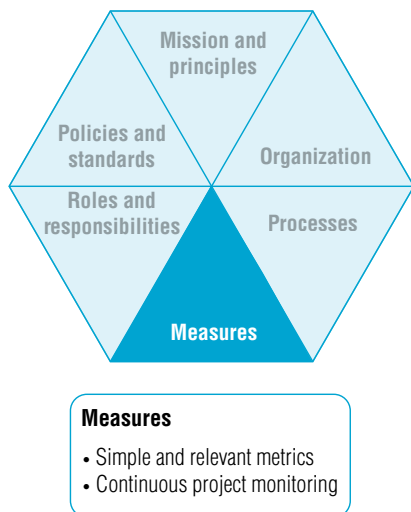 Mission and
principles
Policies and
standards
Organization
Roles and
responsibilities
Processes
Measures
Measures
• Simple and relevant metrics
• Continuous project monitoring